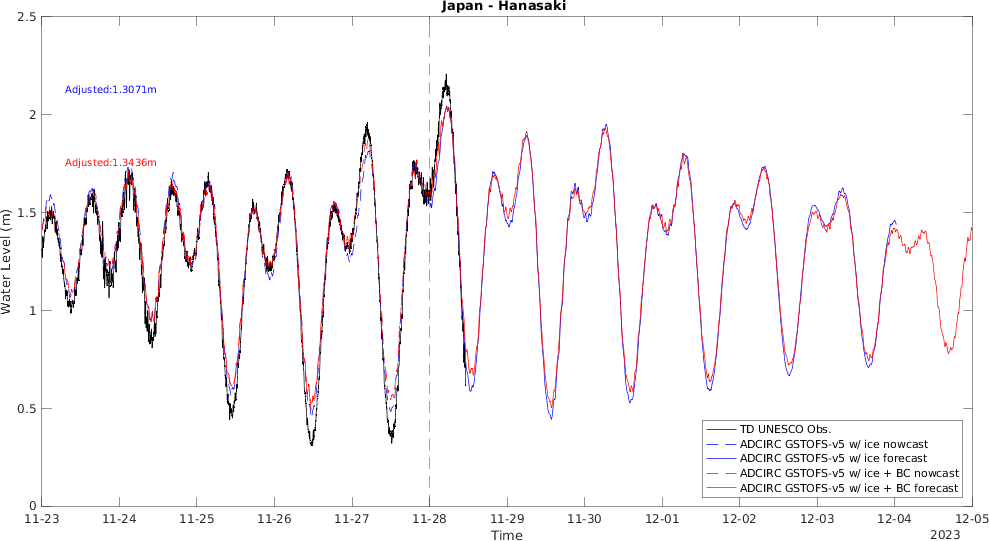 Japan - Hanasaki
2.5
2
1.5
1
0.5
0
Water Level (m)
Adjusted:1.3071m
Adjusted:1.3436m
TD UNESCO Obs.
ADCIRC GSTOFS-v5 w/ ice nowcast
ADCIRC GSTOFS-v5 w/ ice forecast
ADCIRC GSTOFS-v5 w/ ice + BC nowcast
ADCIRC GSTOFS-v5 w/ ice + BC forecast
11-23 11-24 11-25 11-26 11-27 11-28 11-29 11-30 12-01 12-02 12-03 12-04 12-05
Time
2023